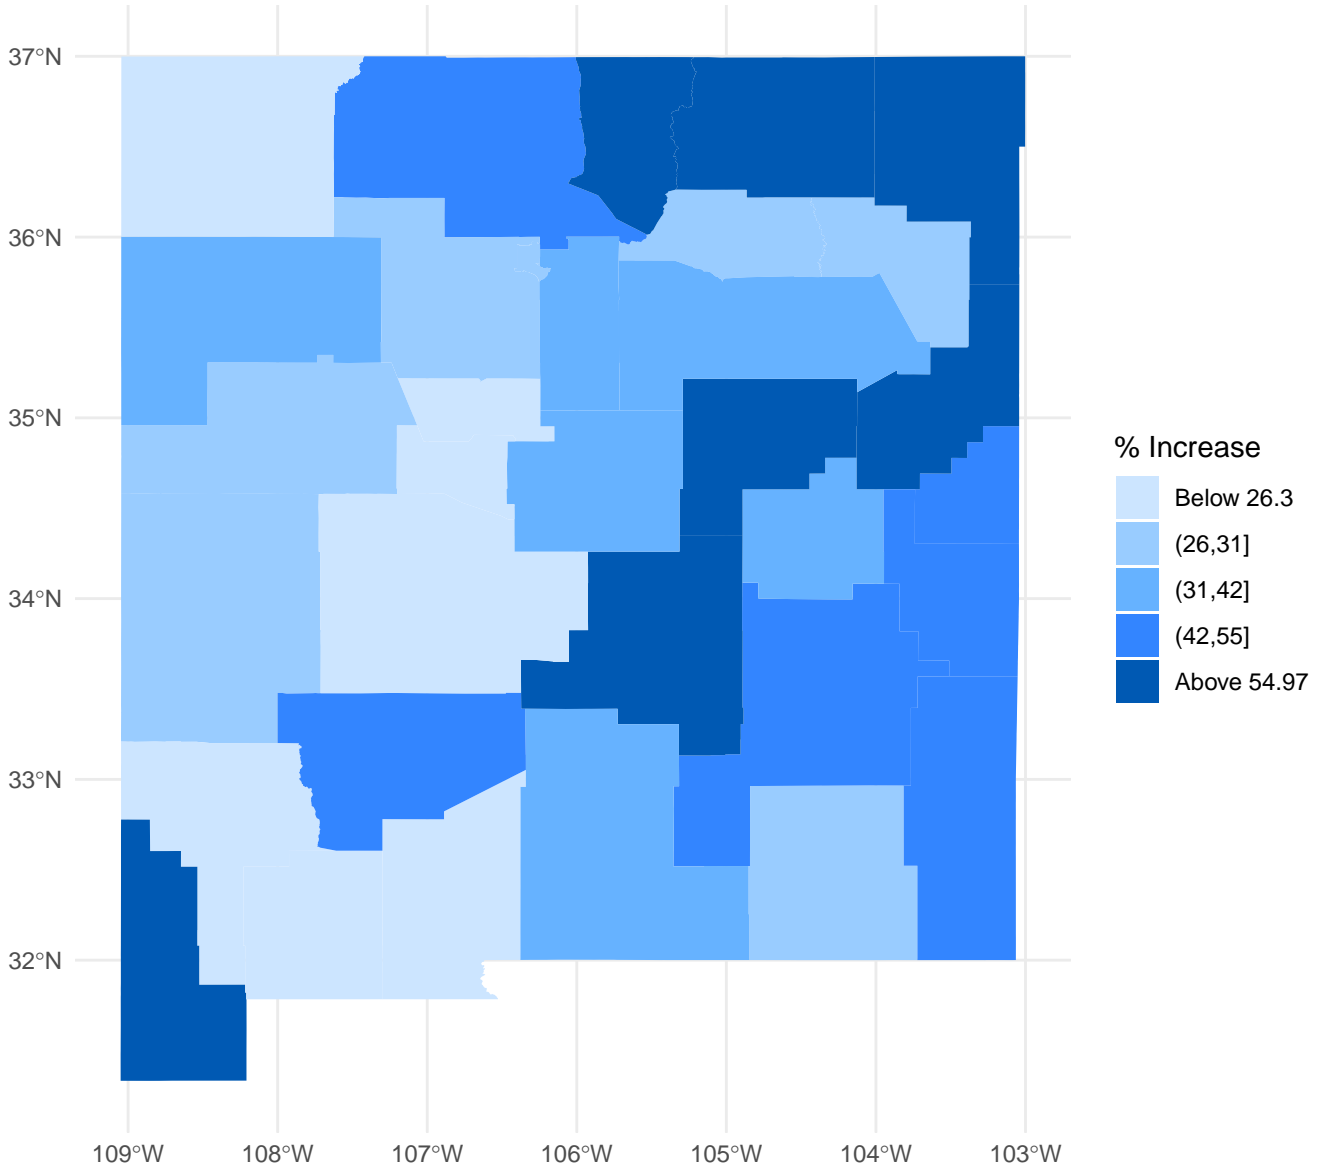 37°N
36°N
35°N
34°N
33°N
32°N
109°W 108°W 107°W 106°W 105°W 104°W 103°W
% Increase
Below 26.3
(26,31]
(31,42]
(42,55]
Above 54.97